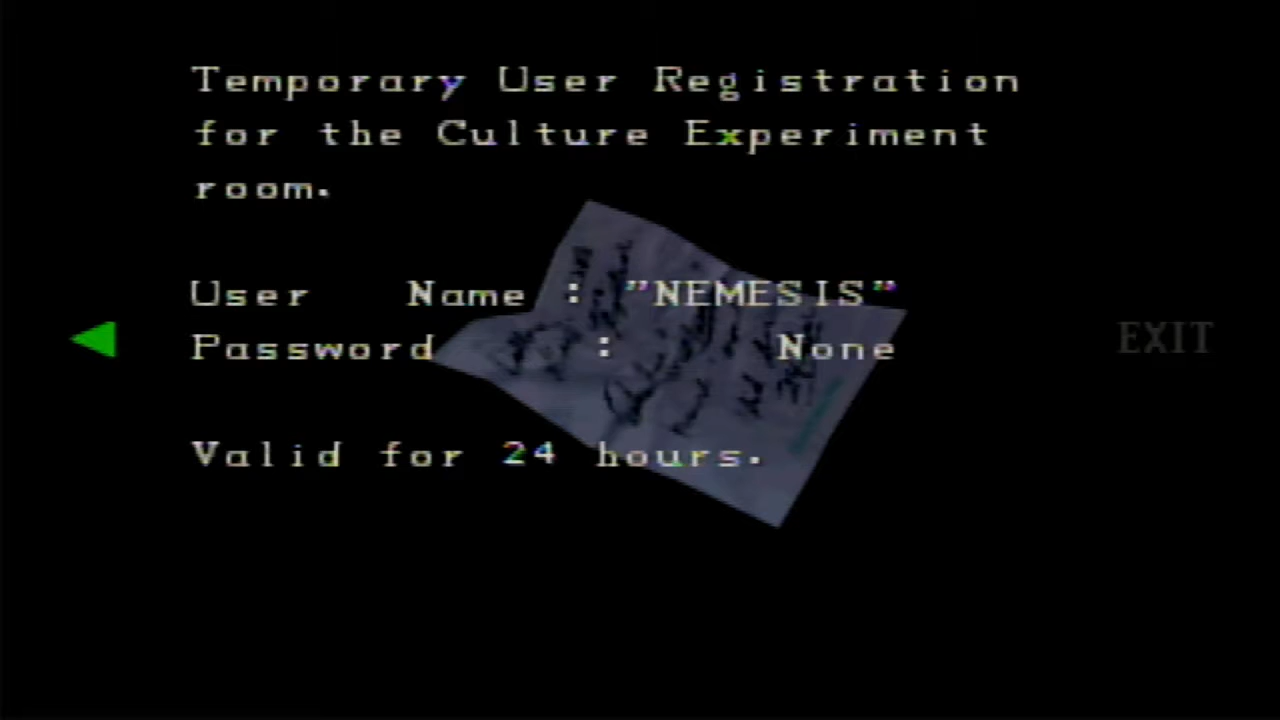 Temporary User Registration
for the Culture Experiment
room.
User Name : "NEMESIS"
Password : None
EXIT
Valid for 24 hours.